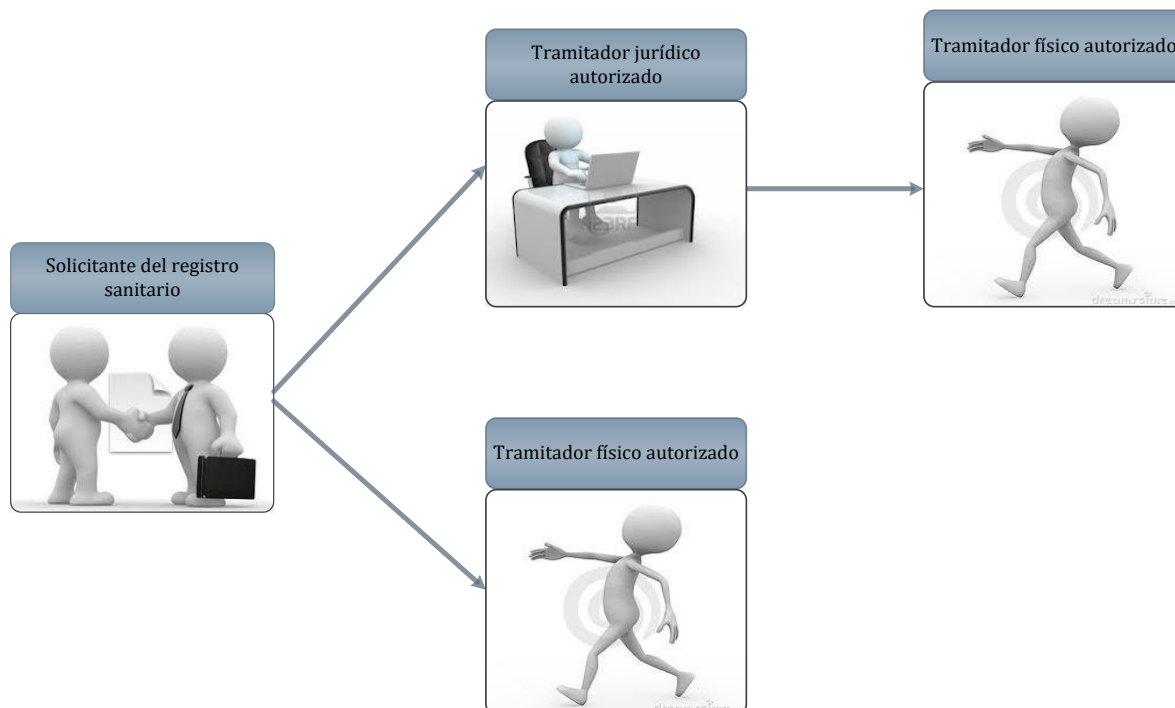 Tramitador jurídico
autorizado
Tramitador físico autorizado
Solicitante del registro
sanitario
Tramitador físico autorizado